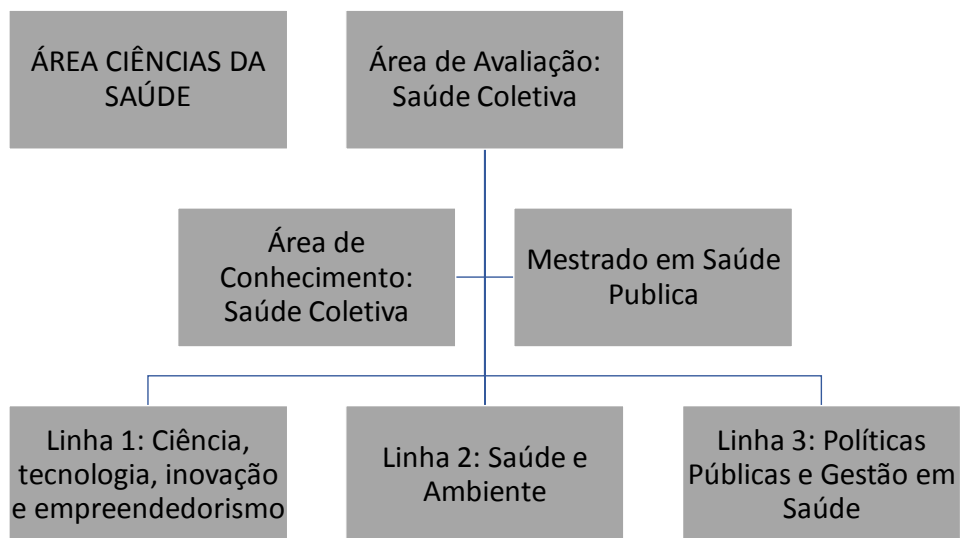 ÁREA CIÊNCIAS DA
SAÚDE
Área de Avaliação:
Saúde Coletiva
Área de
Conhecimento:
Saúde Coletiva
Mestrado em Saúde
Publica
Linha 1: Ciência,
tecnologia, inovação
e empreendedorismo
Linha 2: Saúde e
Ambiente
Linha 3: Políticas
Públicas e Gestão em
Saúde